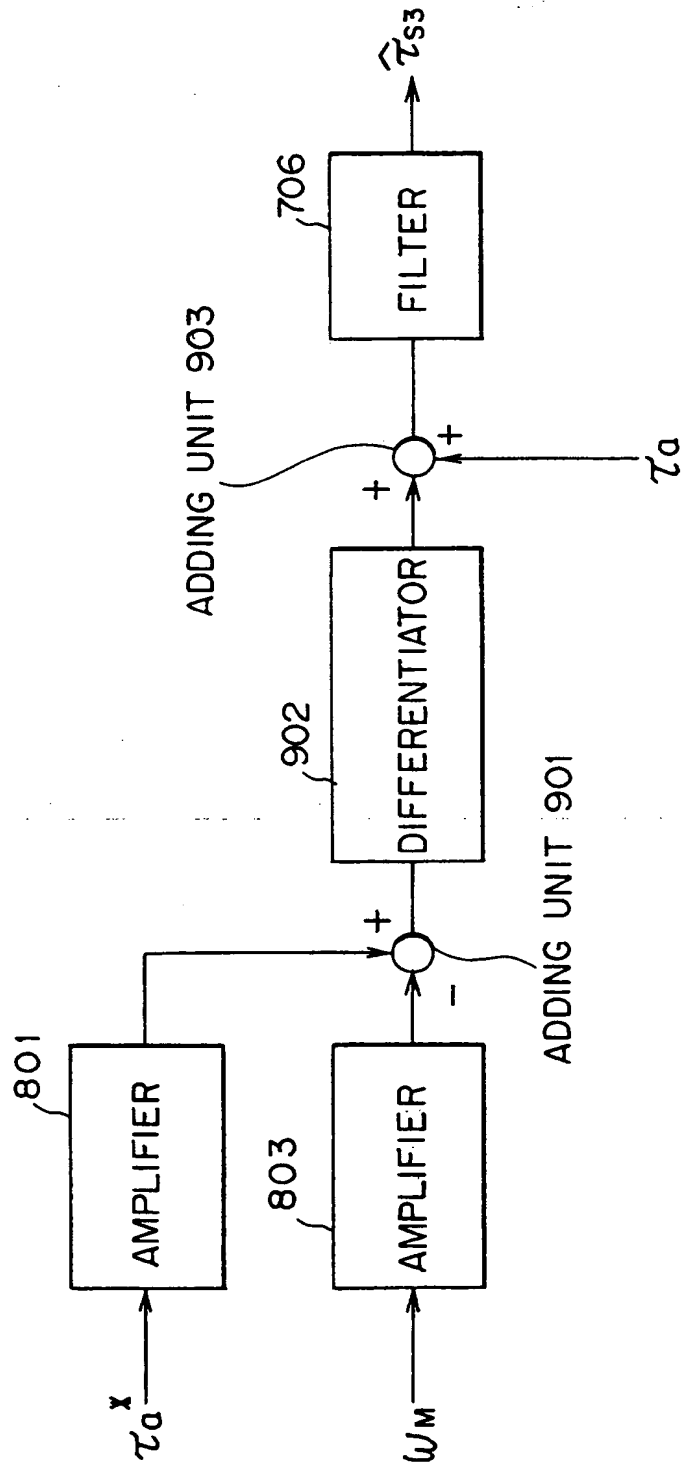 τa*
801
AMPLIFIER
ωM
803
AMPLIFIER
+
−
ADDING UNIT 901
902
DIFFERENTIATOR
ADDING UNIT 903
+
+
τa
706
FILTER
τ̂s3